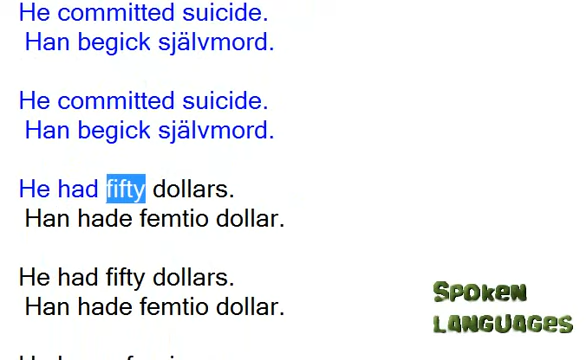 He committed suicide.
Han begick självmord.
He committed suicide.
Han begick självmord.
He had fifty dollars.
Han hade femtio dollar.
He had fifty dollars.
Han hade femtio dollar.
SPOKEN
LANGUAGES